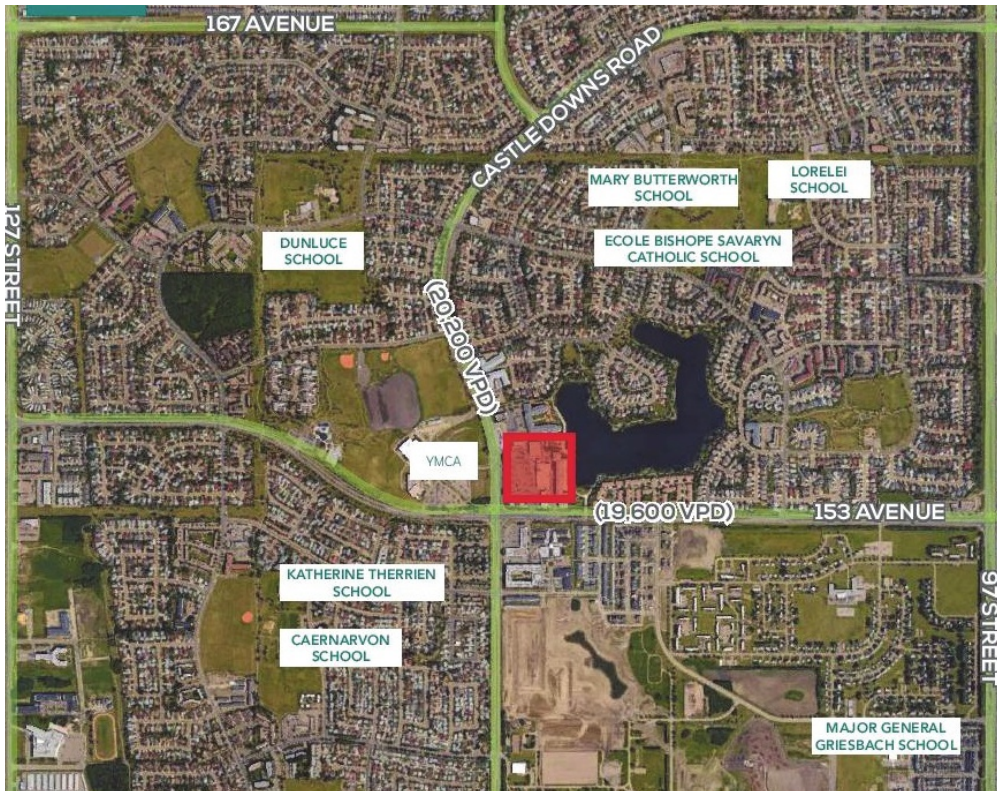 167 AVENUE
CASTLE DOWNS ROAD
MARY BUTTERWORTH
SCHOOL
LORELEI
SCHOOL
127 STREET
DUNLUCE
SCHOOL
ECOLE BISHOPE SAVARYN
CATHOLIC SCHOOL
(20,200 VPD)
YMCA
(19,600 VPD)
153 AVENUE
KATHERINE THERRIEN
SCHOOL
97 STREET
CAERNARVON
SCHOOL
MAJOR GENERAL
GRIESBACH SCHOOL